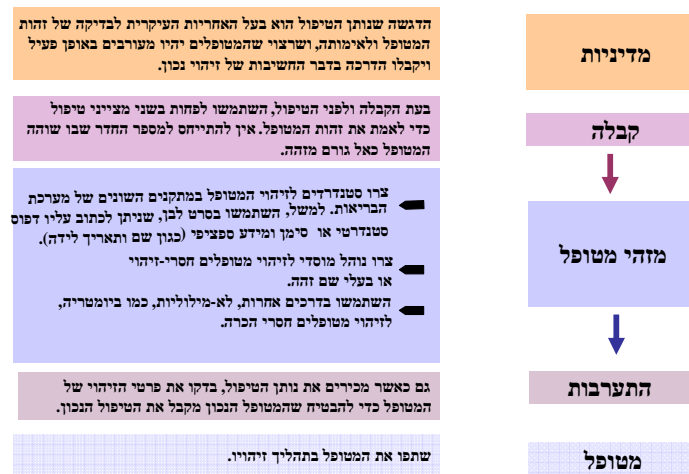 מדיניות
הדגשה שנותן הטיפול הוא בעל האחריות העיקרית לבדיקה של זהות
המטופל ולאימותה, ושרצוי שהמטופלים יהיו מעורבים באופן פעיל
ויקבלו הדרכה בדבר החשיבות של זיהוי נכון.
קבלה
בעת הקבלה ולפני הטיפול, השתמשו לפחות בשני מצייני טיפול
כדי לאמת את זהות המטופל. אין להתייחס למספר החדר שבו שוהה
המטופל כאל גורם מזהה.
מזהי מטופל
צרו סטנדרדים לזיהוי המטופל במתקנים השונים של מערכת
הבריאות. למשל, השתמשו בסרט לבן, שניתן לכתוב עליו דפוס
סטנדרטי או סימן ומידע ספציפי (כגון שם ותאריך לידה).
צרו נוהל מוסדי לזיהוי מטופלים חסרי-זיהוי
או בעלי שם זהה.
השתמשו בדרכים אחרות, לא-מילוליות, כמו ביומטריה,
לזיהוי מטופלים חסרי הכרה.
התערבות
גם כאשר מכירים את נותן הטיפול, בדקו את פרטי הזיהוי של
המטופל כדי להבטיח שהמטופל הנכון מקבל את הטיפול הנכון.
מטופל
שתפו את המטופל בתהליך זיהויו.